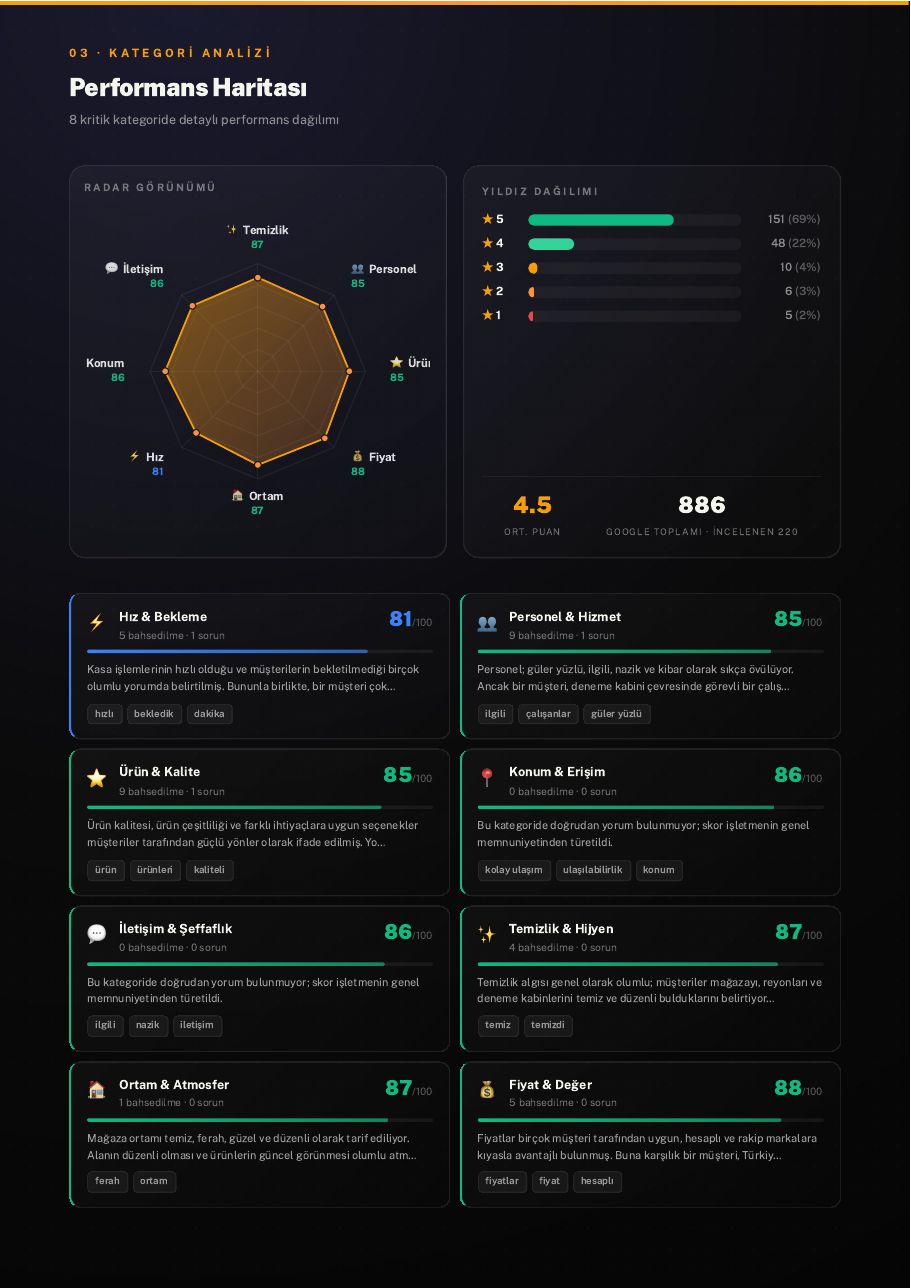 03 · KATEGORİ ANALİZİ
Performans Haritası
8 kritik kategoride detaylı performans dağılımı
RADAR GÖRÜNÜMÜ
Temizlik
87
Personel
85
Ürü
85
Fiyat
88
Ortam
87
Hız
81
Konum
86
İletişim
86
YILDIZ DAĞILIMI
★ 5 151 (69%)
★ 4 48 (22%)
★ 3 10 (4%)
★ 2 6 (3%)
★ 1 5 (2%)
4.5
ORT. PUAN
886
GOOGLE TOPLAMI · İNCELENEN 220
Hız & Bekleme
81/100
5 bahsedilme · 1 sorun
Kasa işlemlerinin hızlı olduğu ve müşterilerin bekletilmediği birçok
olumlu yorumda belirtilmiş. Bununla birlikte, bir müşteri çok...
hızlı bekledik dakika
Personel & Hizmet
85/100
9 bahsedilme · 1 sorun
Personel; güler yüzlü, ilgili, nazik ve kibar olarak sıkça övülüyor.
Ancak bir müşteri, deneme kabini çevresinde görevli bir çalış...
ilgili çalışanlar güler yüzlü
Ürün & Kalite
85/100
9 bahsedilme · 1 sorun
Ürün kalitesi, ürün çeşitliliği ve farklı ihtiyaçlara uygun seçenekler
müşteriler tarafından güçlü yönler olarak ifade edilmiş. Yo...
ürün ürünleri kaliteli
Konum & Erişim
86/100
0 bahsedilme · 0 sorun
Bu kategoride doğrudan yorum bulunmuyor; skor işletmenin genel
memnuniyetinden türetildi.
kolay ulaşım ulaşılabilirlik konum
İletişim & Şeffaflık
86/100
0 bahsedilme · 0 sorun
Bu kategoride doğrudan yorum bulunmuyor; skor işletmenin genel
memnuniyetinden türetildi.
ilgili nazik iletişim
Temizlik & Hijyen
87/100
4 bahsedilme · 0 sorun
Temizlik algısı genel olarak olumlu; müşteriler mağazayı, reyonları ve
deneme kabinlerini temiz ve düzenli bulduklarını belirtiyor...
temiz temizdi
Ortam & Atmosfer
87/100
1 bahsedilme · 0 sorun
Mağaza ortamı temiz, ferah, güzel ve düzenli olarak tarif ediliyor.
Alanın düzenli olması ve ürünlerin güncel görünmesi olumlu atm...
ferah ortam
Fiyat & Değer
88/100
5 bahsedilme · 0 sorun
Fiyatlar birçok müşteri tarafından uygun, hesaplı ve rakip markalara
kıyasla avantajlı bulunmuş. Buna karşılık bir müşteri, Türkiy...
fiyatlar fiyat hesaplı